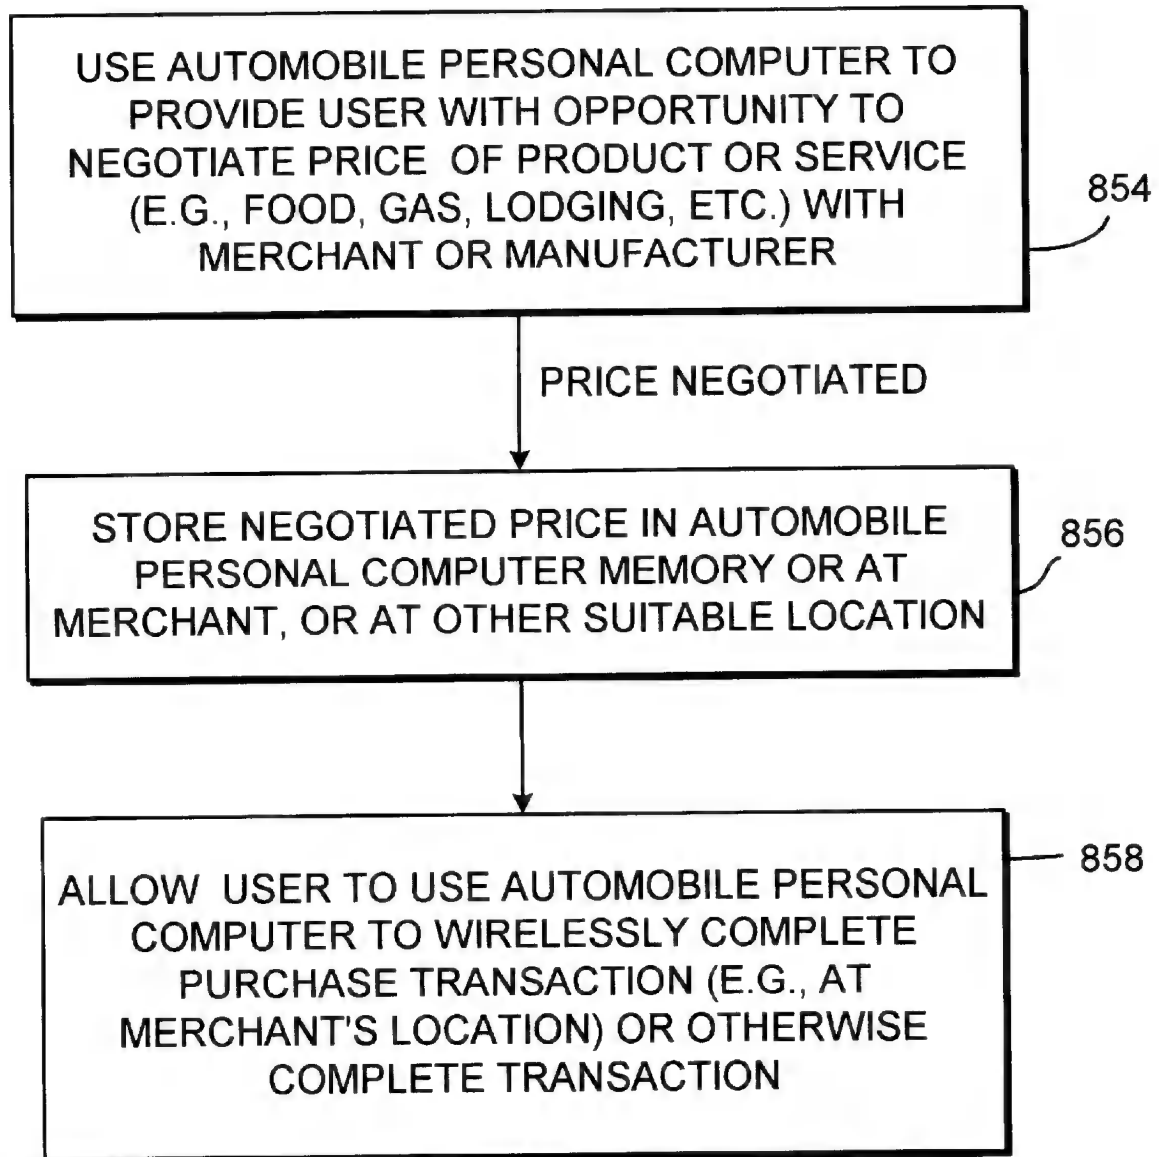 USE AUTOMOBILE PERSONAL COMPUTER TO
PROVIDE USER WITH OPPORTUNITY TO
NEGOTIATE PRICE OF PRODUCT OR SERVICE
(E.G., FOOD, GAS, LODGING, ETC.) WITH
MERCHANT OR MANUFACTURER
854
PRICE NEGOTIATED
STORE NEGOTIATED PRICE IN AUTOMOBILE
PERSONAL COMPUTER MEMORY OR AT
MERCHANT, OR AT OTHER SUITABLE LOCATION
856
ALLOW USER TO USE AUTOMOBILE PERSONAL
COMPUTER TO WIRELESSLY COMPLETE
PURCHASE TRANSACTION (E.G., AT
MERCHANT'S LOCATION) OR OTHERWISE
COMPLETE TRANSACTION
858